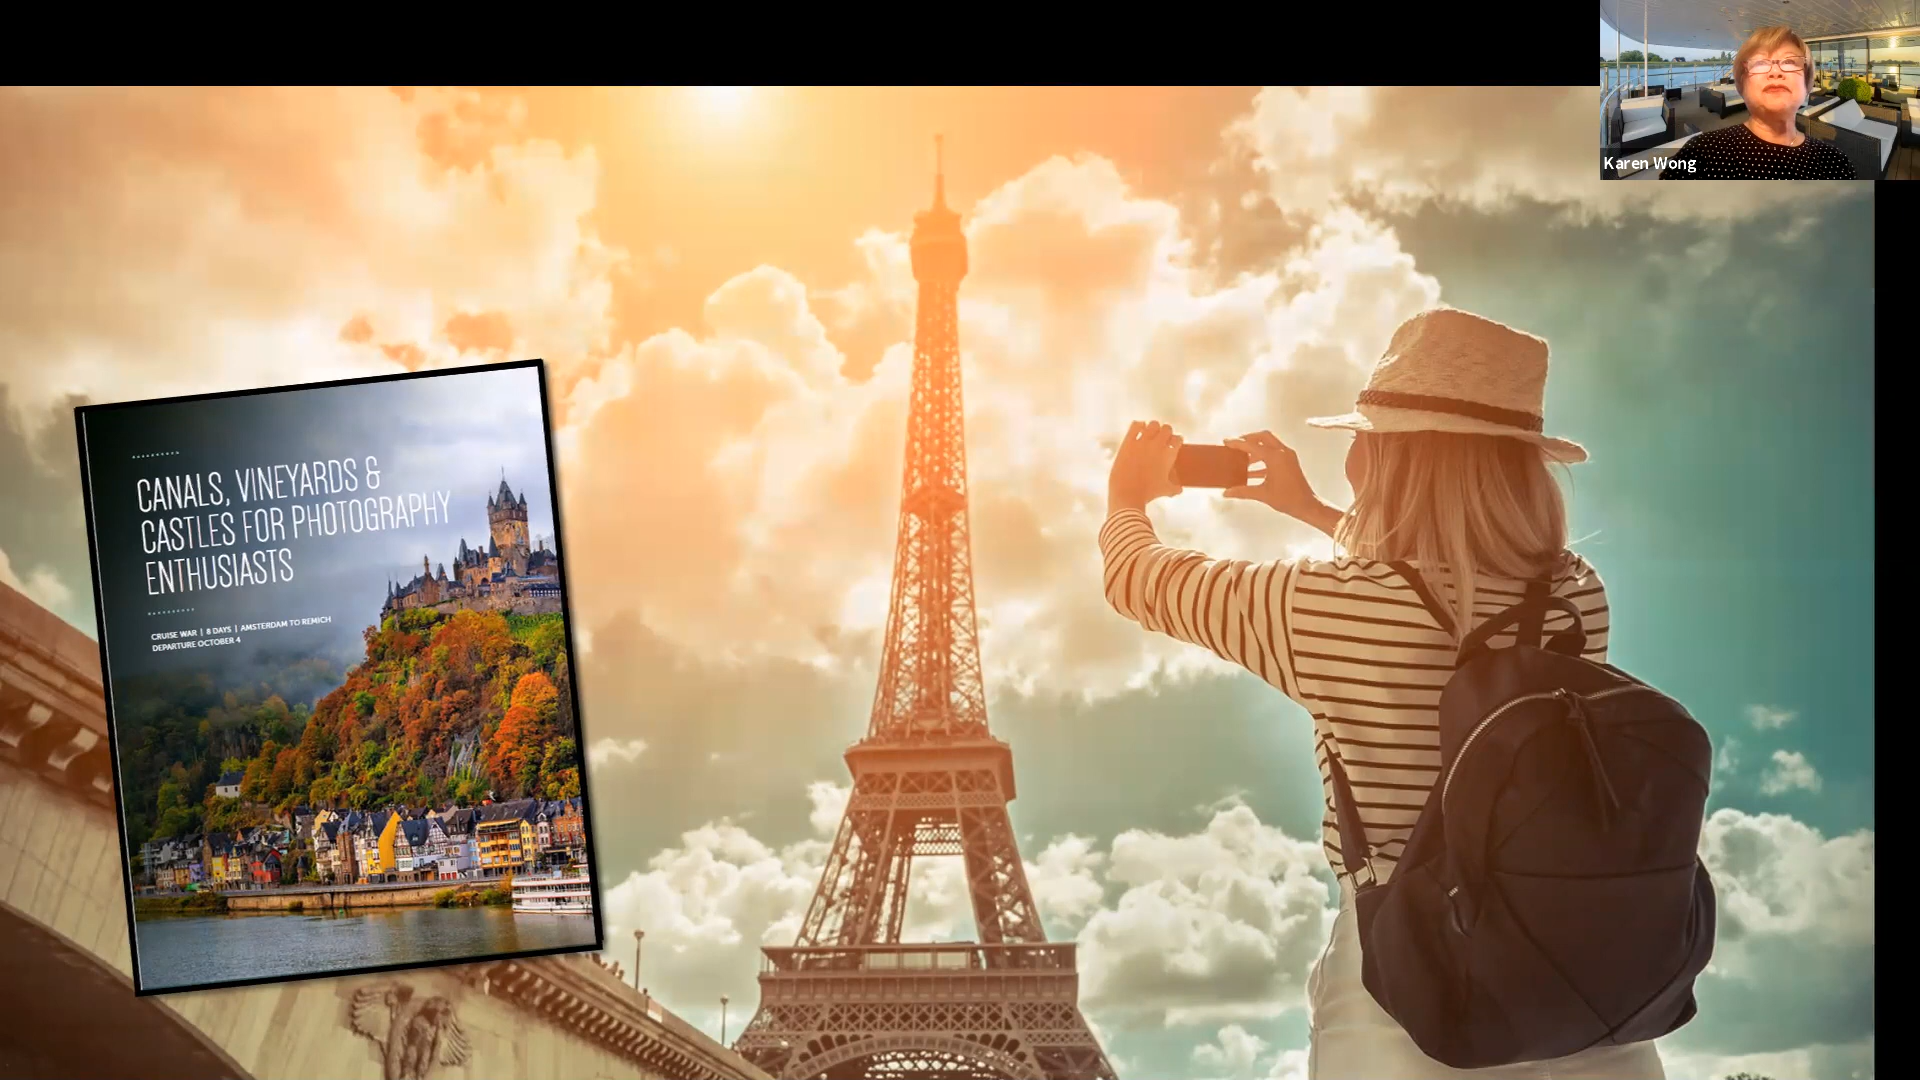 Karen Wong
CANALS, VINEYARDS &
CASTLES FOR PHOTOGRAPHY
ENTHUSIASTS
CRUISE WAR | 8 DAYS | AMSTERDAM TO REMICH
DEPARTURE OCTOBER 4